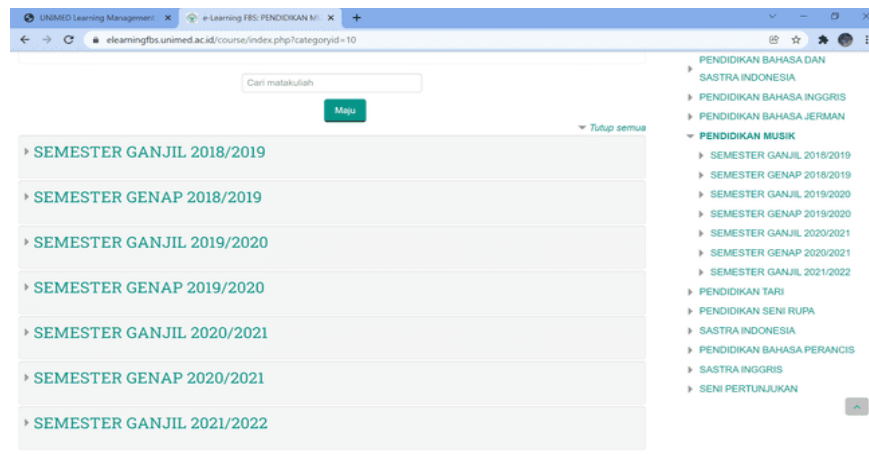 UNIMED Learning Management
e-Learning FBS: PENDIDIKAN MU
elearningfbs.unimed.ac.id/course/index.php?categoryid=10
Cari matakuliah
Maju
Tutup semua
SEMESTER GANJIL 2018/2019
SEMESTER GENAP 2018/2019
SEMESTER GANJIL 2019/2020
SEMESTER GENAP 2019/2020
SEMESTER GANJIL 2020/2021
SEMESTER GENAP 2020/2021
SEMESTER GANJIL 2021/2022
PENDIDIKAN BAHASA DAN
SASTRA INDONESIA
PENDIDIKAN BAHASA INGGRIS
PENDIDIKAN BAHASA JERMAN
PENDIDIKAN MUSIK
SEMESTER GANJIL 2018/2019
SEMESTER GENAP 2018/2019
SEMESTER GANJIL 2019/2020
SEMESTER GENAP 2019/2020
SEMESTER GANJIL 2020/2021
SEMESTER GENAP 2020/2021
SEMESTER GANJIL 2021/2022
PENDIDIKAN TARI
PENDIDIKAN SENI RUPA
SASTRA INDONESIA
PENDIDIKAN BAHASA PERANCIS
SASTRA INGGRIS
SENI PERTUNJUKAN